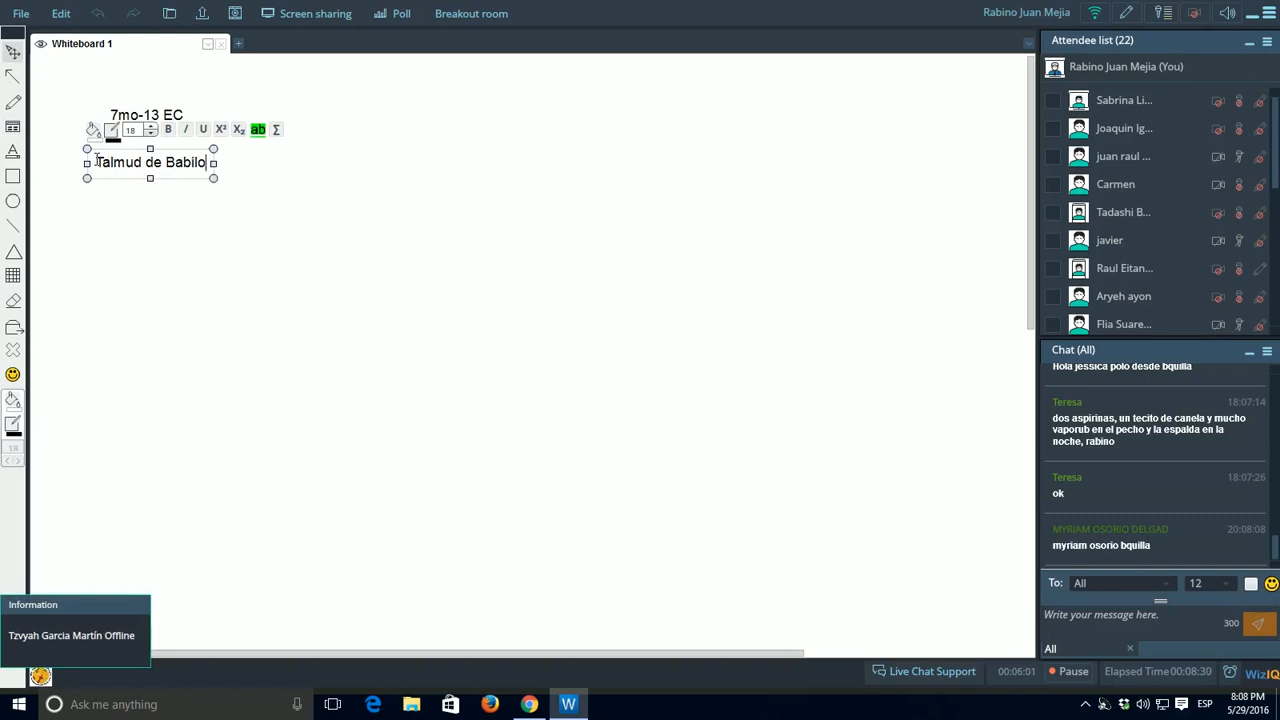 File
Edit
Screen sharing
Poll
Breakout room
Rabino Juan Mejia
Whiteboard 1
7mo-13 EC
18
B
I
U
X²
X₂
ab
Σ
Talmud de Babilo
18
Attendee list (22)
Rabino Juan Mejia (You)
Sabrina Li...
Joaquin Ig...
juan raul ...
Carmen
Tadashi B...
javier
Raul Eitan...
Aryeh ayon
Flia Suare...
Chat (All)
Hola jessica polo desde bquilla
Teresa
18:07:14
dos aspirinas, un tecito de canela y mucho
vaporub en el pecho y la espalda en la
noche, rabino
Teresa
18:07:26
ok
MYRIAM OSORIO DELGAD
20:08:08
myriam osorio bquilla
To:
All
12
Write your message here.
300
All
Information
Tzvyah Garcia Martín Offline
Live Chat Support
00:06:01
Pause
Elapsed Time
00:08:30
WizIQ
Ask me anything
ESP
8:08 PM
5/29/2016